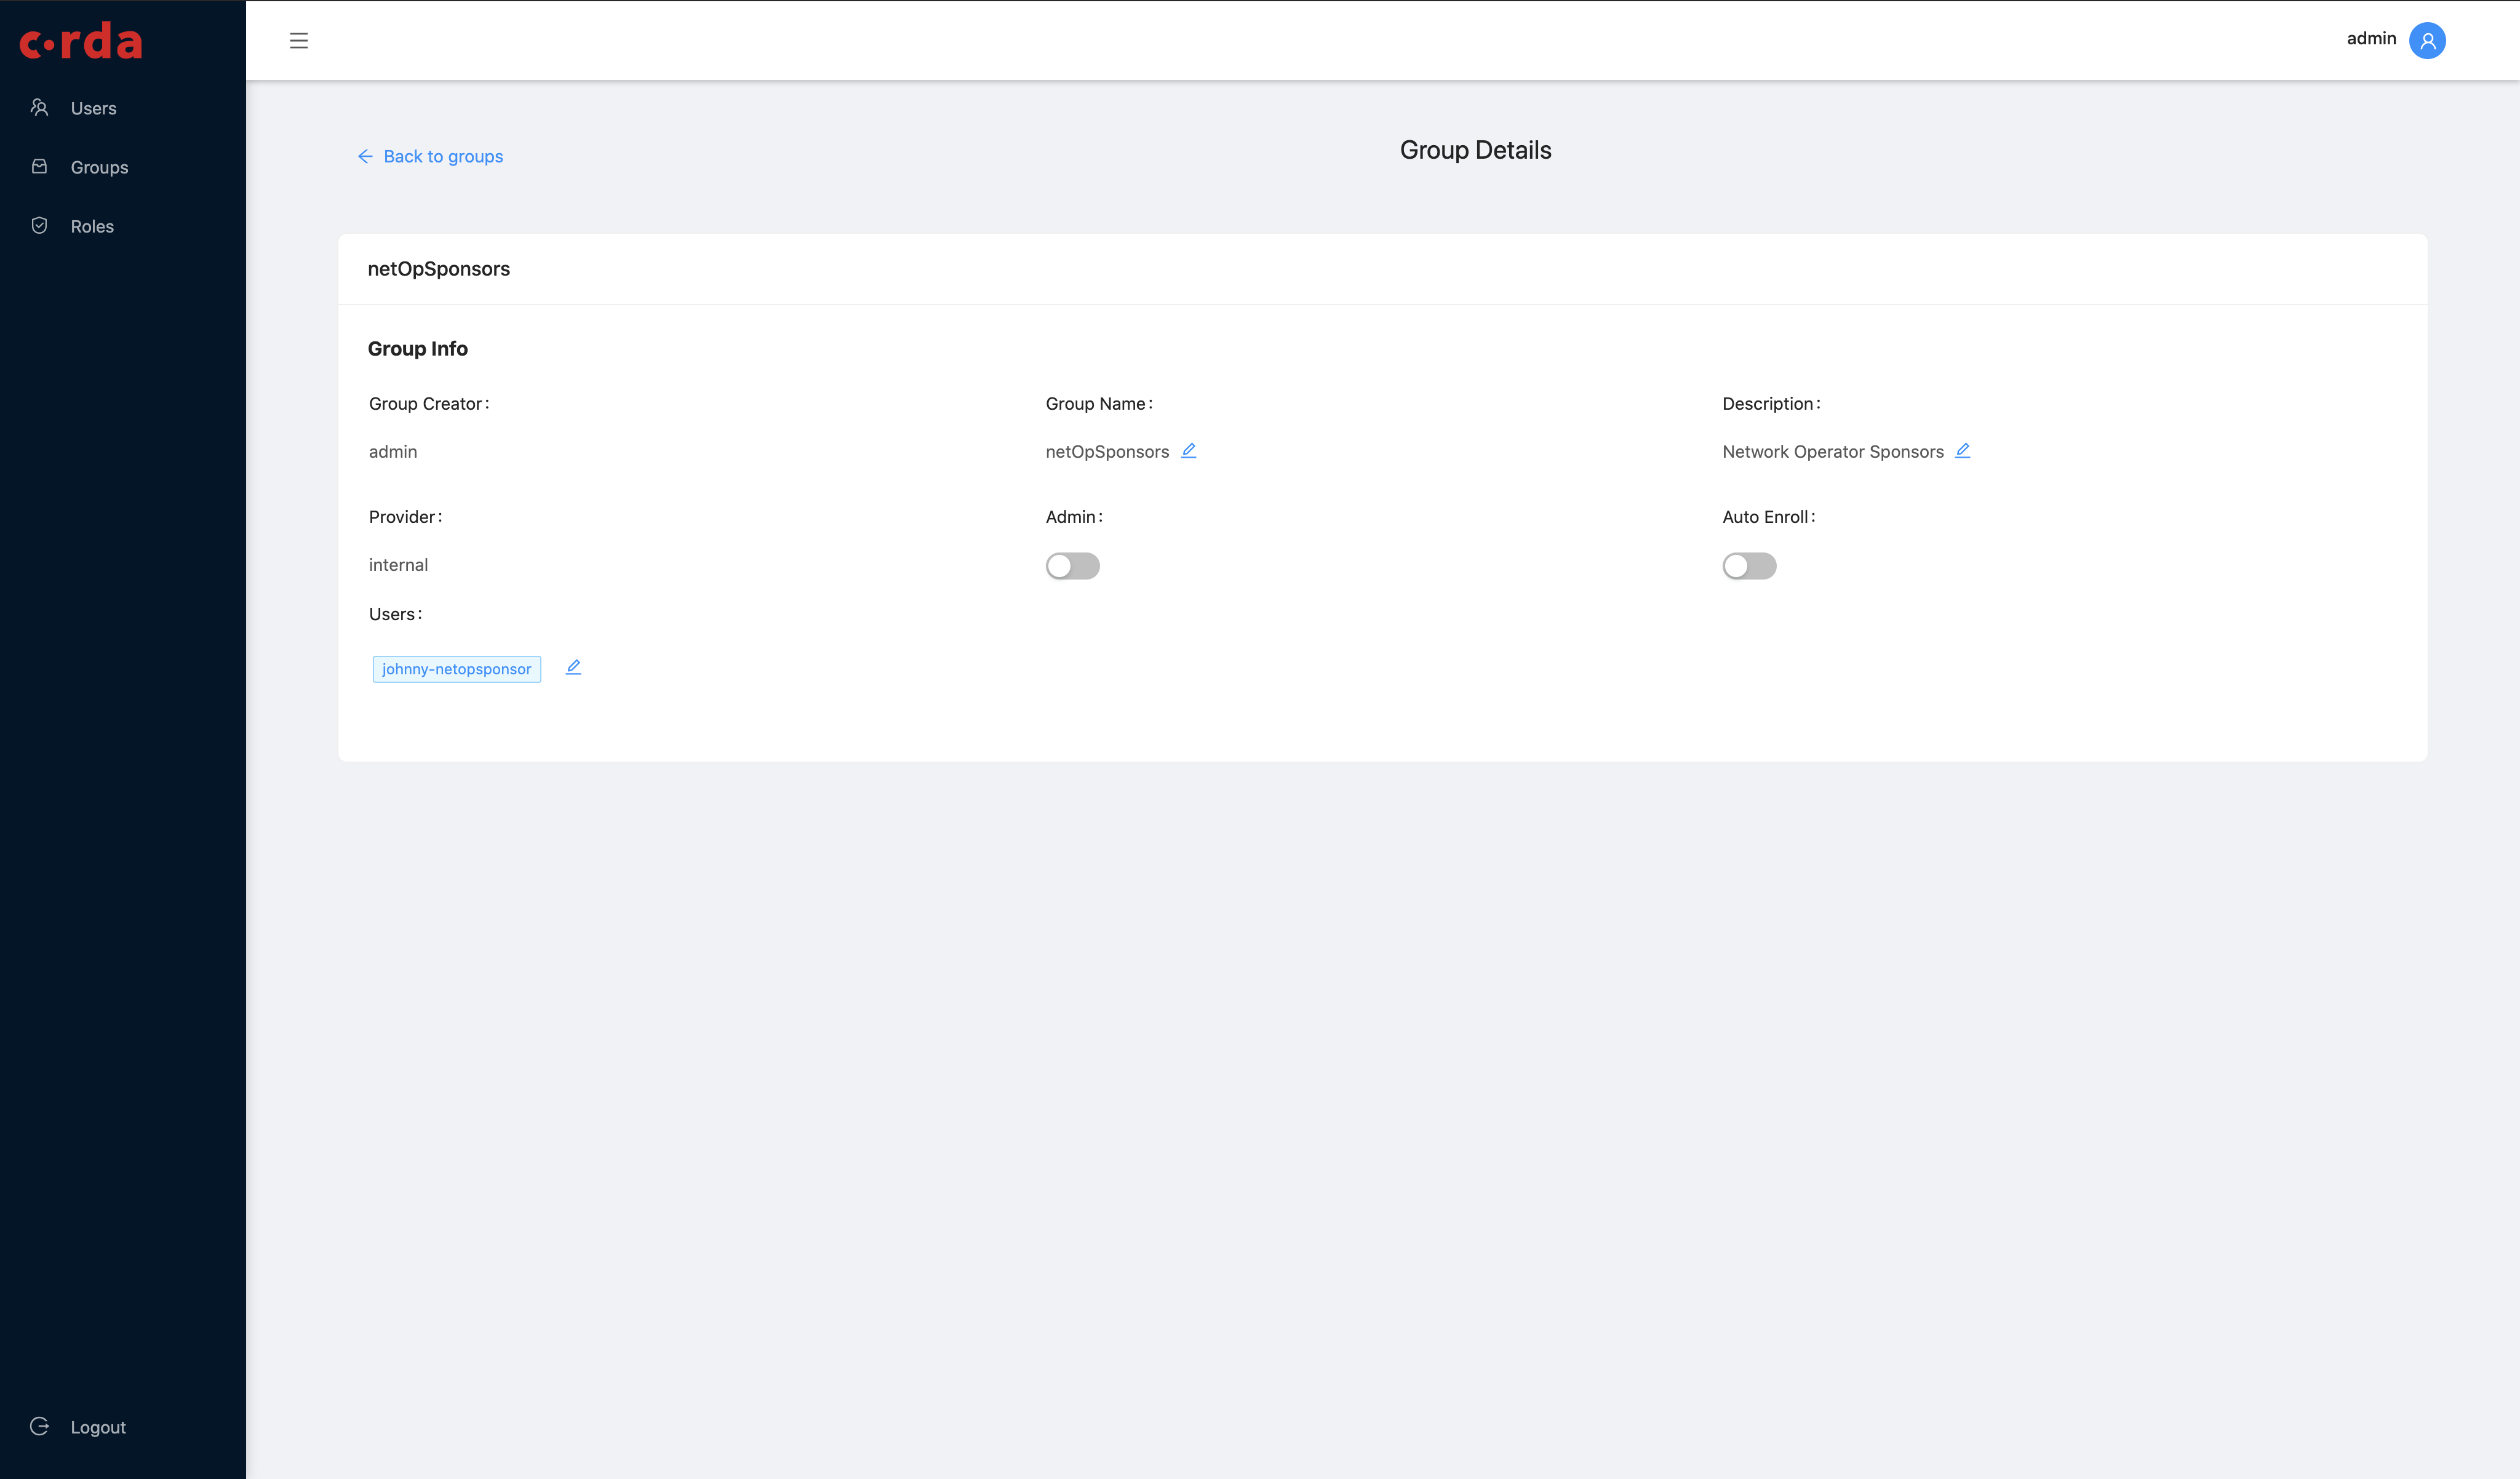 corda
admin
Users
Groups
Roles
Back to groups
Group Details
netOpSponsors
Group Info
Group Creator:
Group Name:
Description:
admin
netOpSponsors
Network Operator Sponsors
Provider:
Admin:
Auto Enroll:
internal
Users:
johnny-netopsponsor
Logout